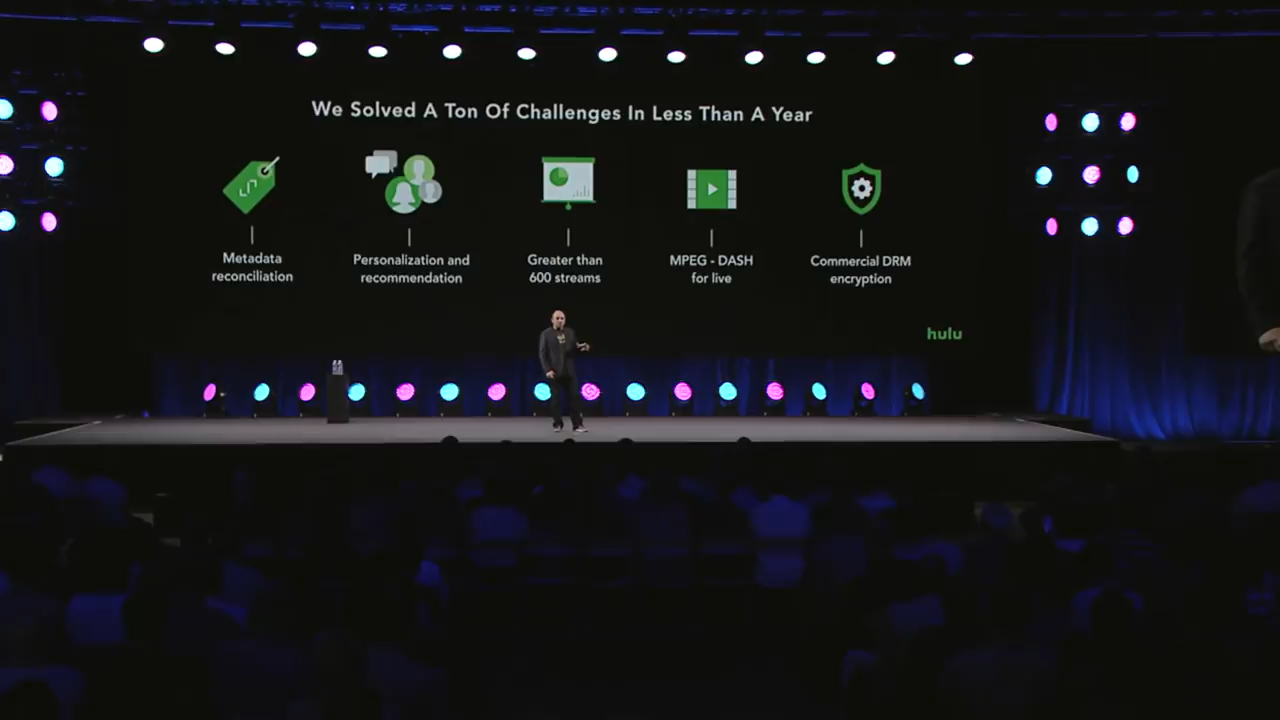 We Solved A Ton Of Challenges In Less Than A Year
Metadata
reconciliation
Personalization and
recommendation
Greater than
600 streams
MPEG - DASH
for live
Commercial DRM
encryption
hulu